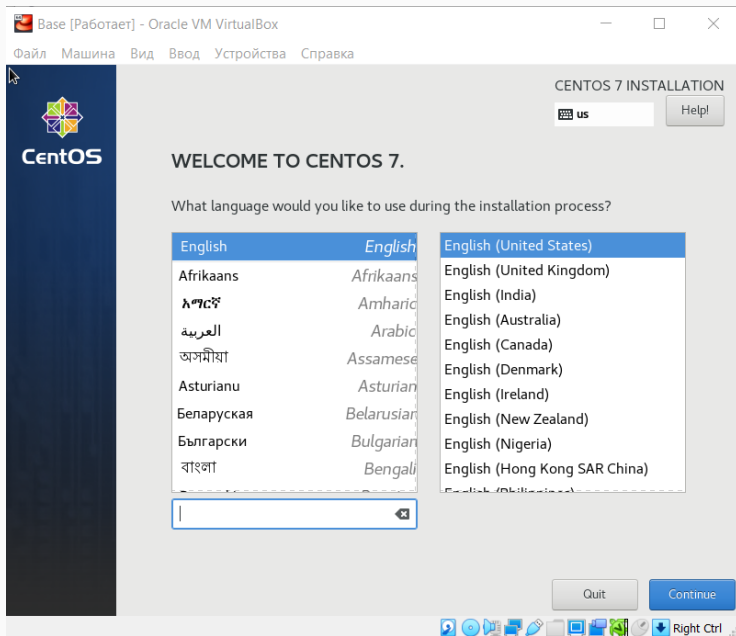 Base [Работает] - Oracle VM VirtualBox
Файл Машина Вид Ввод Устройства Справка
CENTOS 7 INSTALLATION
us
Help!
CentOS
WELCOME TO CENTOS 7.
What language would you like to use during the installation process?
English English
Afrikaans Afrikaans
አማርኛ Amharic
العربية Arabic
অসমীয়া Assamese
Asturianu Asturian
Беларуская Belarusian
Български Bulgarian
বাংলা Bengali
English (United States)
English (United Kingdom)
English (India)
English (Australia)
English (Canada)
English (Denmark)
English (Ireland)
English (New Zealand)
English (Nigeria)
English (Hong Kong SAR China)
English (Philippines)
Quit
Continue
Right Ctrl